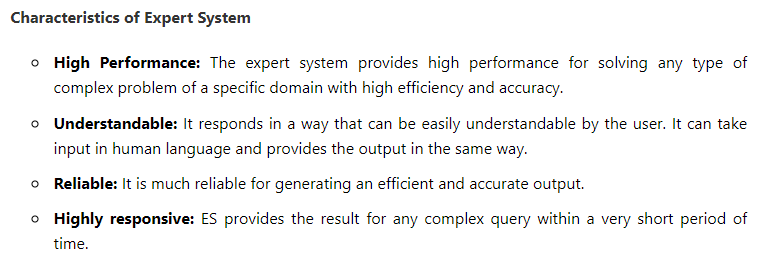 Characteristics of Expert System
High Performance: The expert system provides high performance for solving any type of
complex problem of a specific domain with high efficiency and accuracy.
Understandable: It responds in a way that can be easily understandable by the user. It can take
input in human language and provides the output in the same way.
Reliable: It is much reliable for generating an efficient and accurate output.
Highly responsive: ES provides the result for any complex query within a very short period of
time.